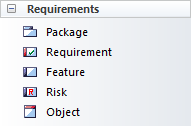 Requirements
Package
Requirement
Feature
Risk
Object